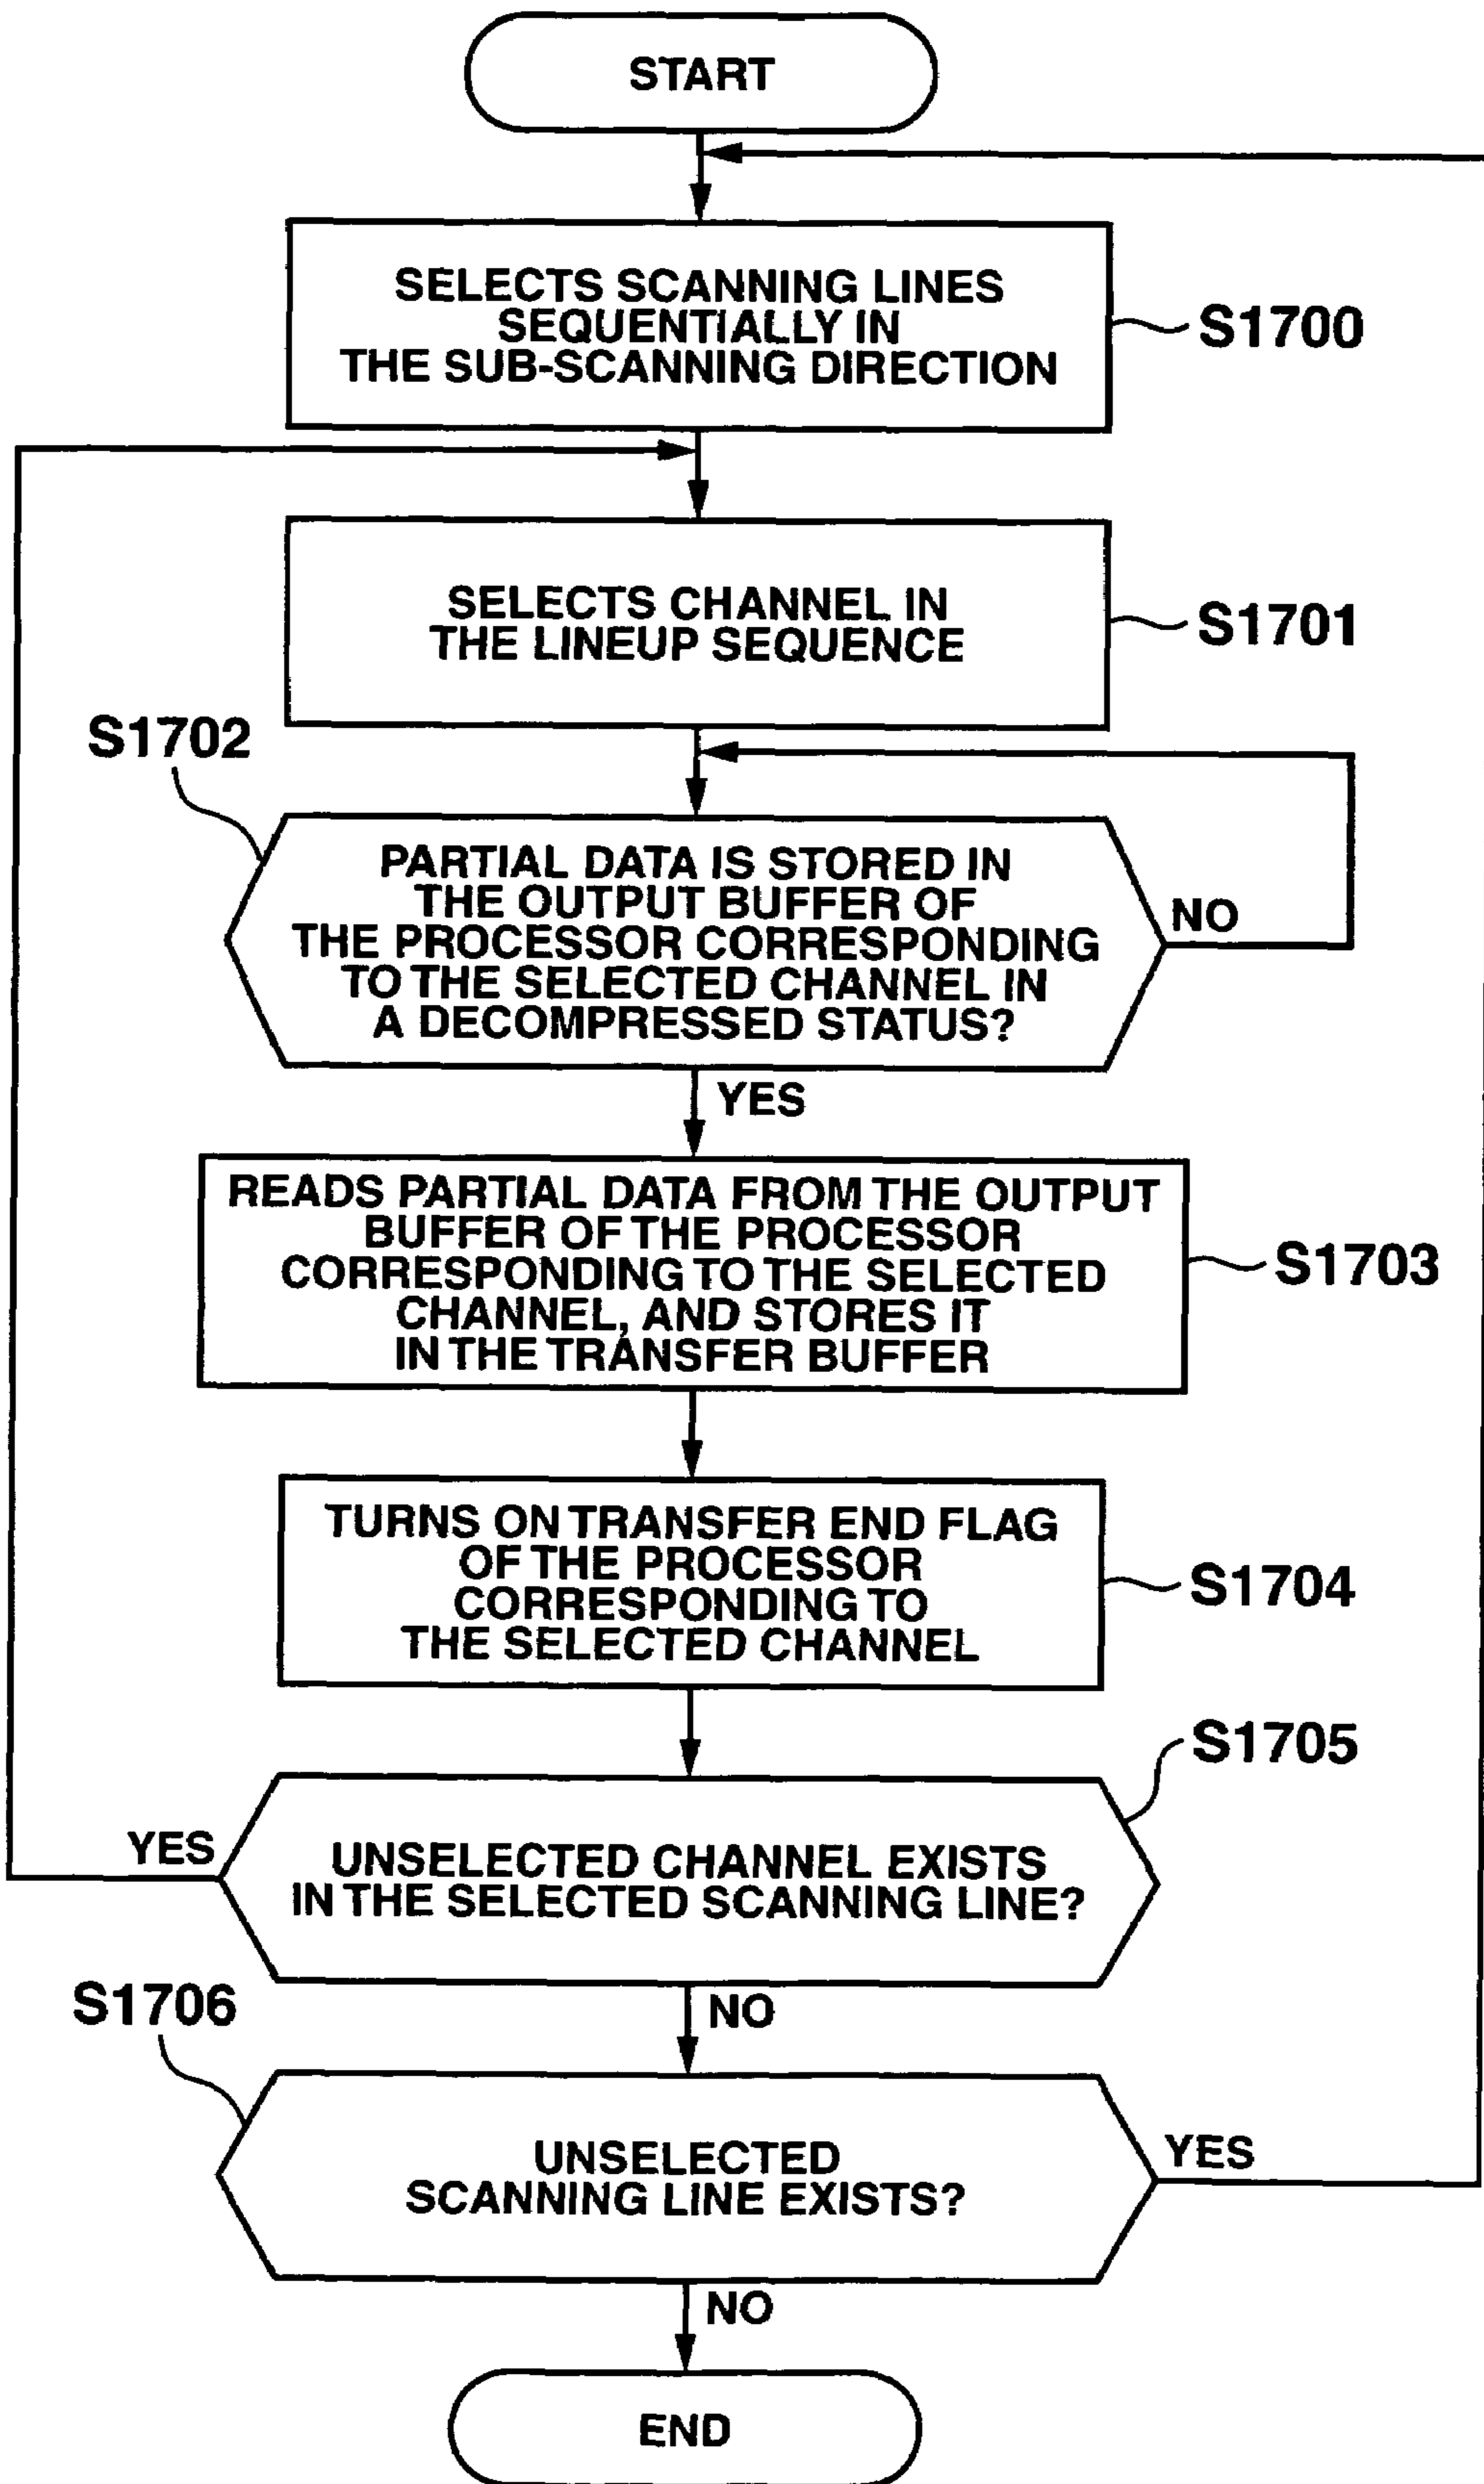 START
SELECTS SCANNING LINES
SEQUENTIALLY IN
THE SUB-SCANNING DIRECTION
S1700
SELECTS CHANNEL IN
THE LINEUP SEQUENCE
S1701
S1702
PARTIAL DATA IS STORED IN
THE OUTPUT BUFFER OF
THE PROCESSOR CORRESPONDING
TO THE SELECTED CHANNEL IN
A DECOMPRESSED STATUS?
NO
YES
READS PARTIAL DATA FROM THE OUTPUT
BUFFER OF THE PROCESSOR
CORRESPONDING TO THE SELECTED
CHANNEL, AND STORES IT
IN THE TRANSFER BUFFER
S1703
TURNS ON TRANSFER END FLAG
OF THE PROCESSOR
CORRESPONDING TO
THE SELECTED CHANNEL
S1704
S1705
YES
UNSELECTED CHANNEL EXISTS
IN THE SELECTED SCANNING LINE?
NO
S1706
UNSELECTED
SCANNING LINE EXISTS?
YES
NO
END